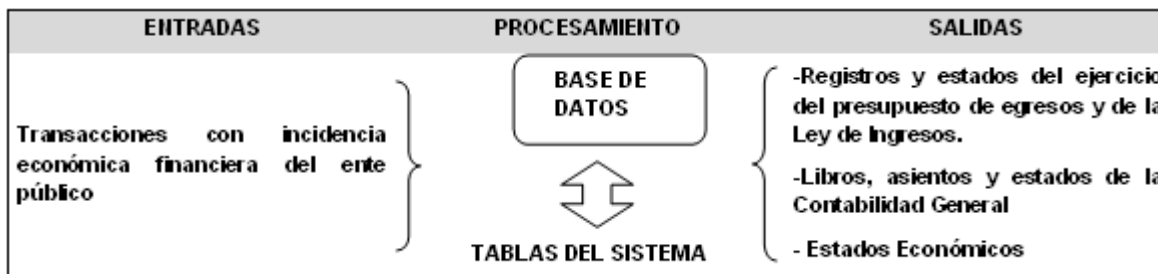 ENTRADAS PROCESAMIENTO SALIDAS
Transacciones con incidencia
económica financiera del ente
público
BASE DE
DATOS
TABLAS DEL SISTEMA
-Registros y estados del ejercicio
del presupuesto de egresos y de la
Ley de Ingresos.
-Libros, asientos y estados de la
Contabilidad General
- Estados Económicos